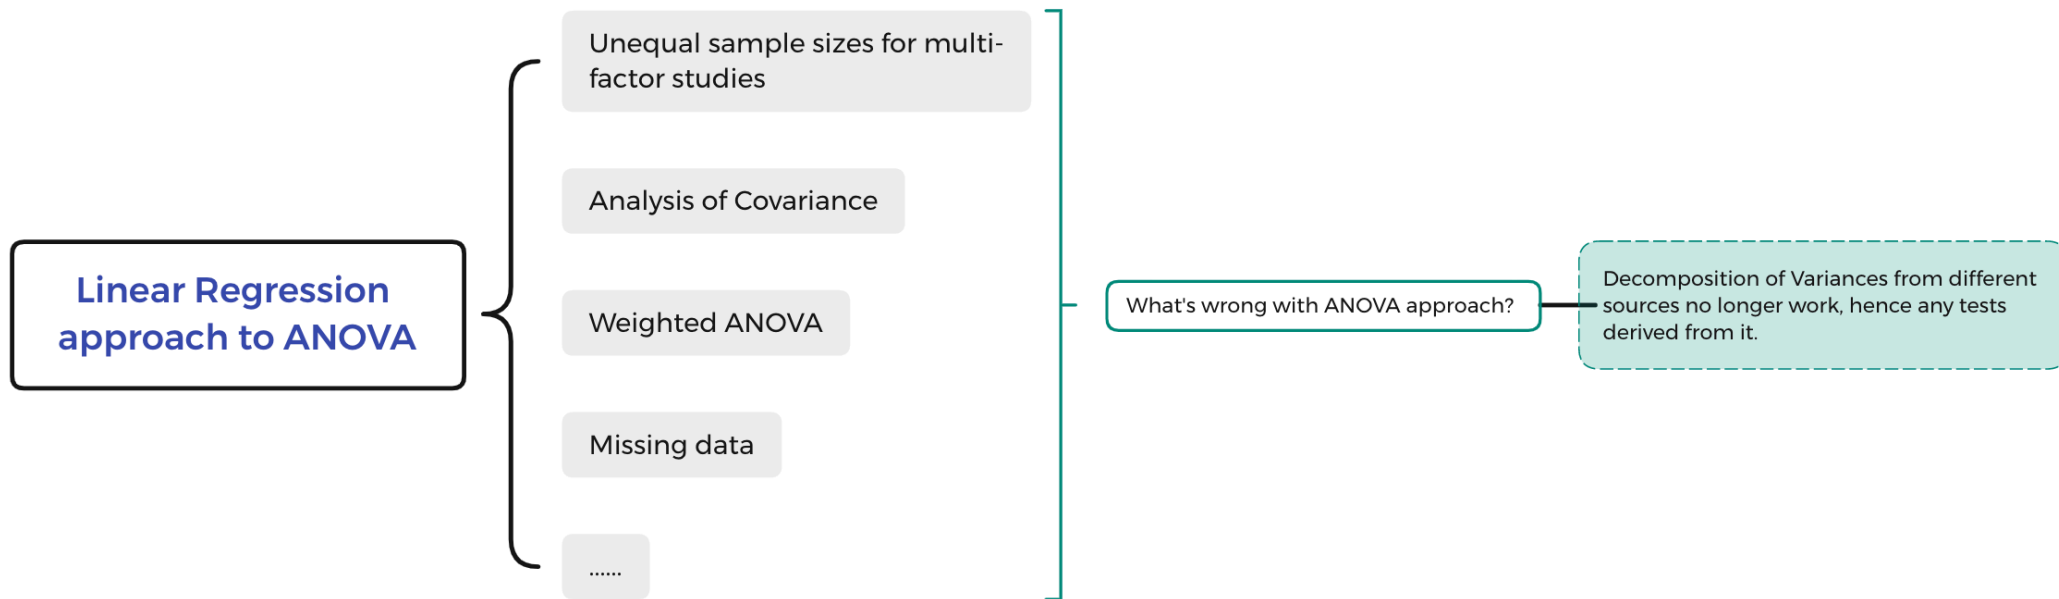 Linear Regression
approach to ANOVA
Unequal sample sizes for multi-
factor studies
Analysis of Covariance
Weighted ANOVA
Missing data
......
What's wrong with ANOVA approach?
Decomposition of Variances from different
sources no longer work, hence any tests
derived from it.